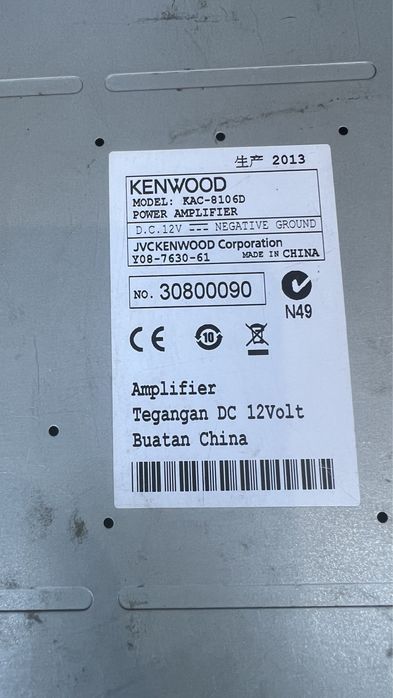 生产 2013
KENWOOD
MODEL: KAC-8106D
POWER AMPLIFIER
D.C.12V NEGATIVE GROUND
JVCKENWOOD Corporation
Y08-7630-61 MADE IN CHINA
NO. 30800090
N49
CE 10
Amplifier
Tegangan DC 12Volt
Buatan China